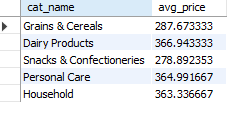 cat_name avg_price
Grains & Cereals 287.673333
Dairy Products 366.943333
Snacks & Confectioneries 278.892353
Personal Care 364.991667
Household 363.336667